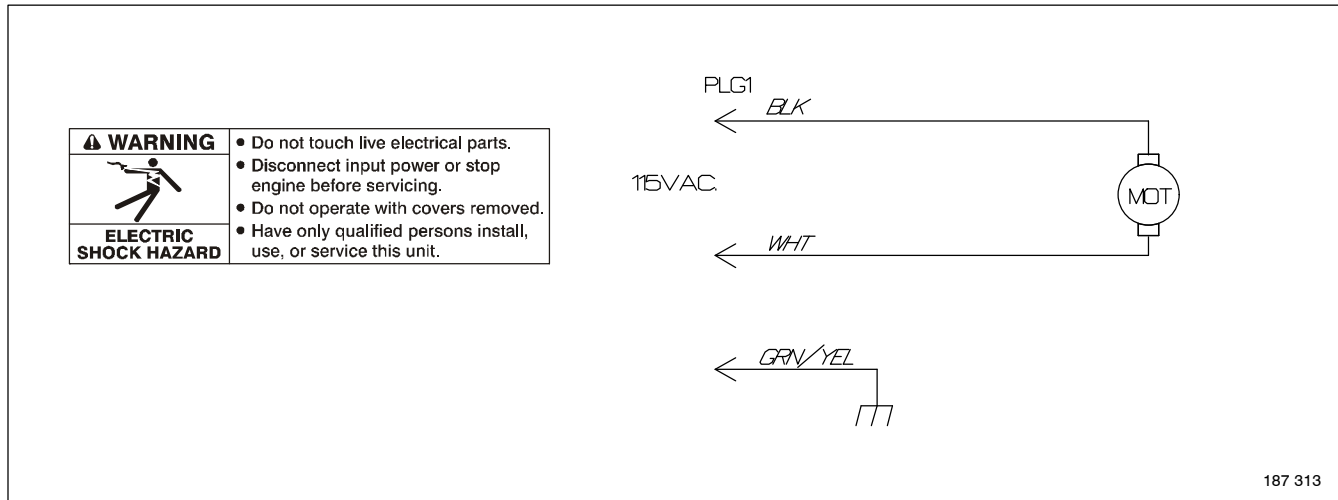 WARNING
ELECTRIC
SHOCK HAZARD
• Do not touch live electrical parts.
• Disconnect input power or stop
engine before servicing.
• Do not operate with covers removed.
• Have only qualified persons install,
use, or service this unit.
PLG1
BLK
115VAC.
MOT
WHT
GRN/YEL
187 313